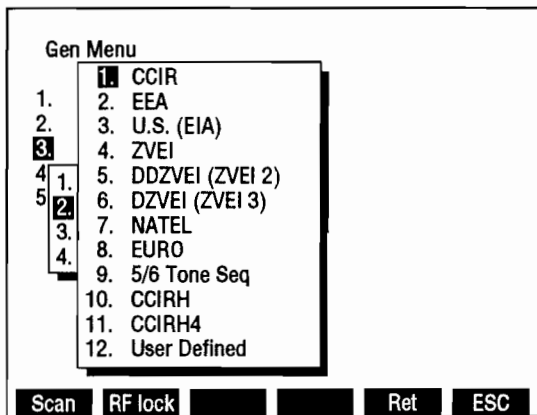 Gen Menu
1.
2.
3.
4
5
1.
2.
3.
4.
1. CCIR
2. EEA
3. U.S. (EIA)
4. ZVEI
5. DDZVEI (ZVEI 2)
6. DZVEI (ZVEI 3)
7. NATEL
8. EURO
9. 5/6 Tone Seq
10. CCIRH
11. CCIRH4
12. User Defined
Scan RF lock Ret ESC